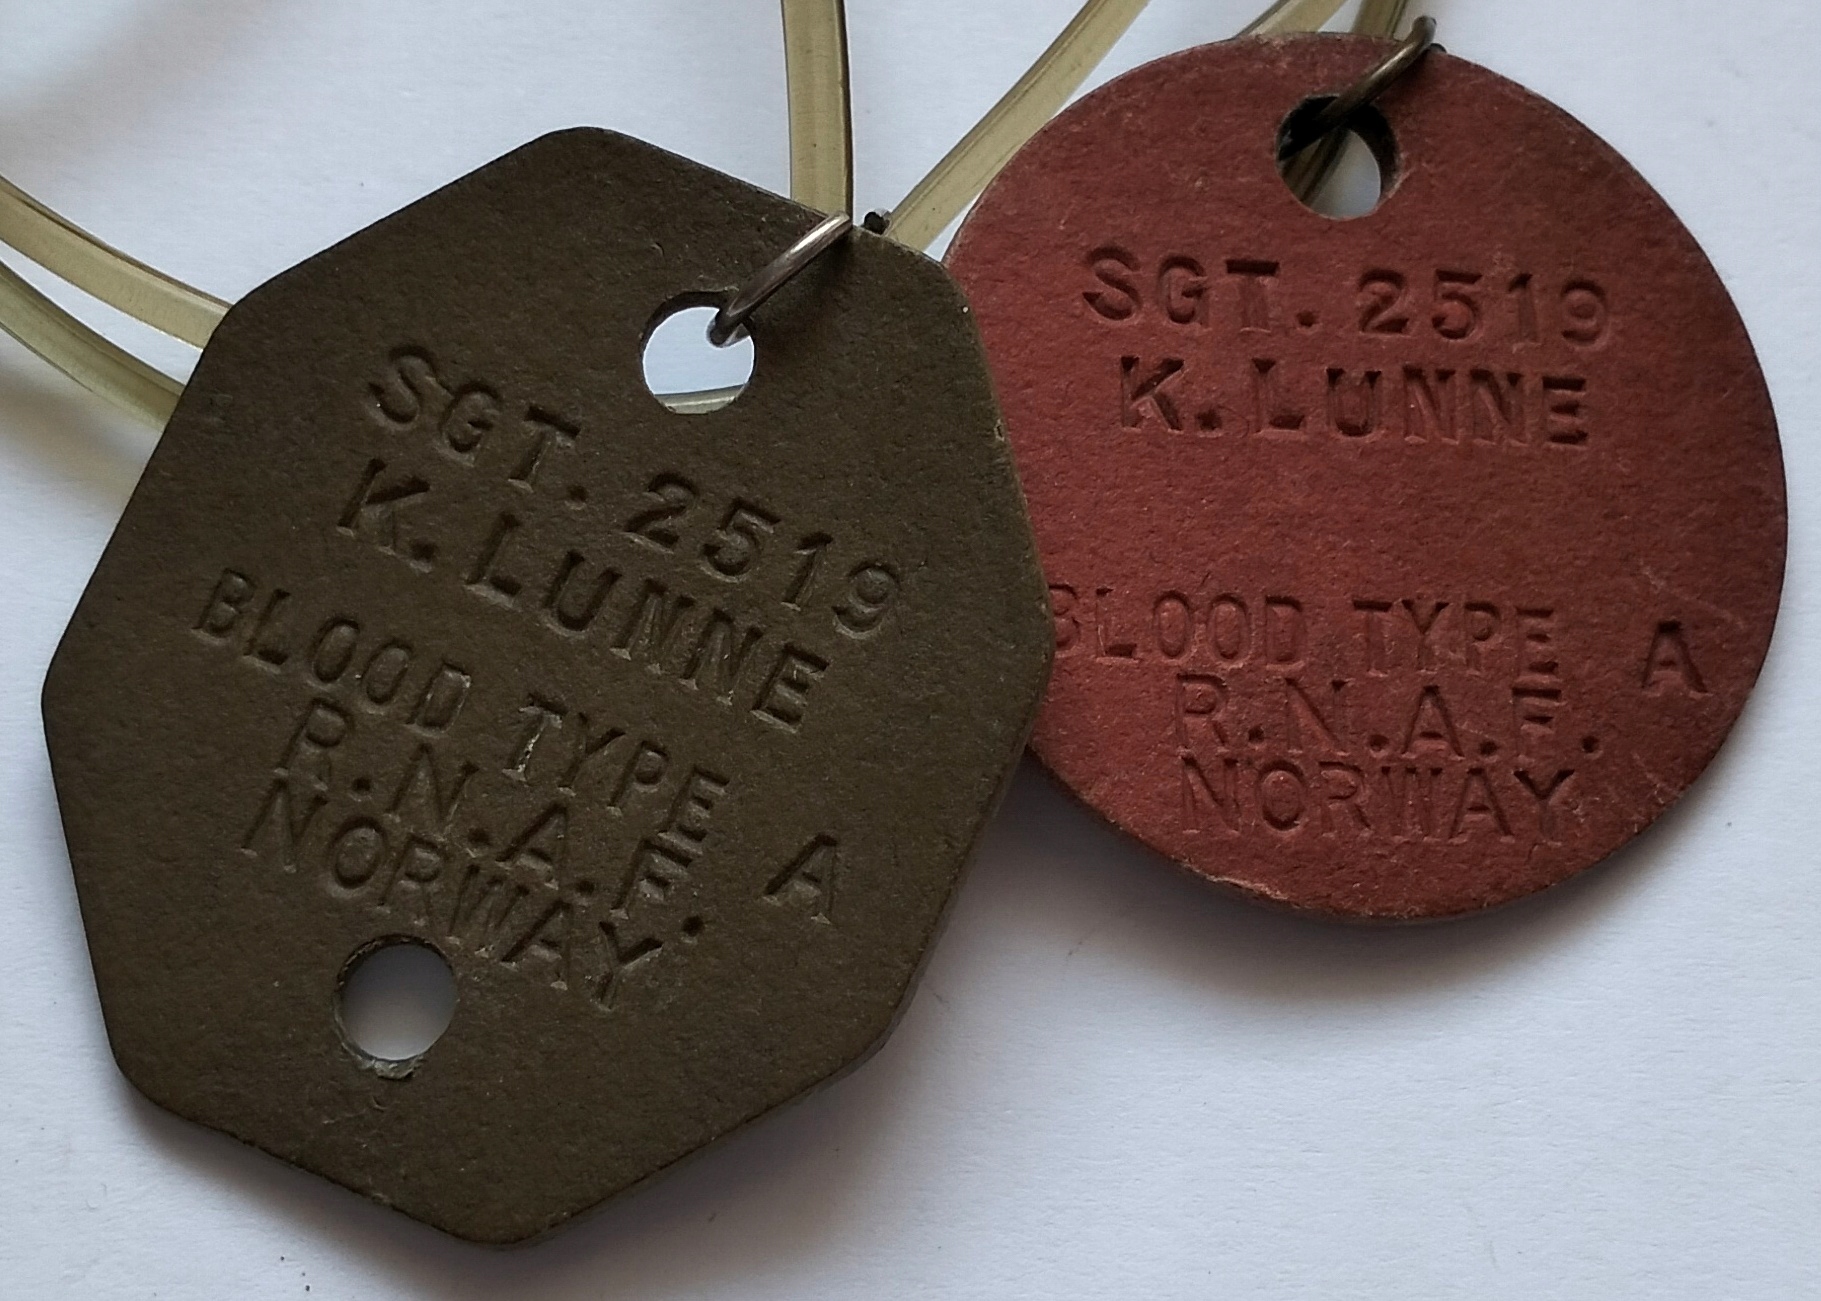 SGT. 2519
K. LUNNE
BLOOD TYPE A
R.N.A.F.
NORWAY
SGT. 2519
K. LUNNE
BLOOD TYPE A
R.N.A.F.
NORWAY